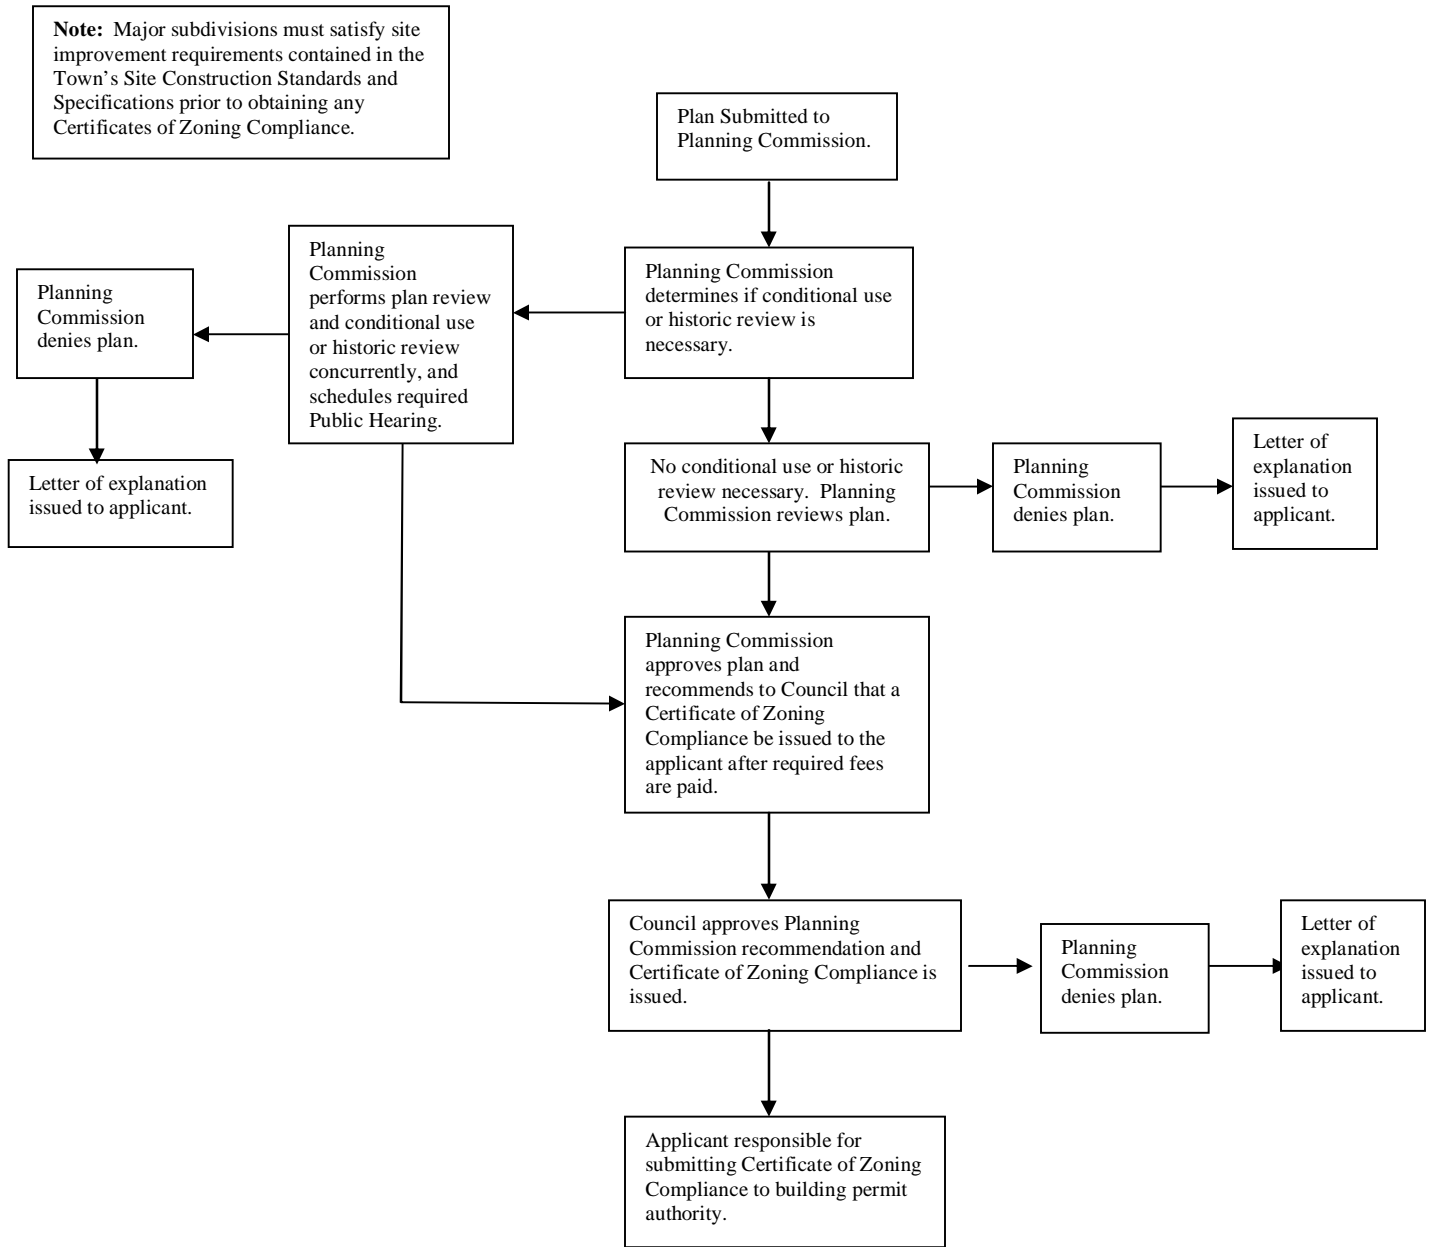 Note: Major subdivisions must satisfy site
improvement requirements contained in the
Town's Site Construction Standards and
Specifications prior to obtaining any
Certificates of Zoning Compliance.
Plan Submitted to
Planning Commission.
Planning Commission
determines if conditional use
or historic review is
necessary.
Planning
Commission
performs plan review
and conditional use
or historic review
concurrently, and
schedules required
Public Hearing.
Planning
Commission
denies plan.
Letter of explanation
issued to applicant.
No conditional use or historic
review necessary. Planning
Commission reviews plan.
Planning
Commission
denies plan.
Letter of
explanation
issued to
applicant.
Planning Commission
approves plan and
recommends to Council that a
Certificate of Zoning
Compliance be issued to the
applicant after required fees
are paid.
Council approves Planning
Commission recommendation and
Certificate of Zoning Compliance is
issued.
Planning
Commission
denies plan.
Letter of
explanation
issued to
applicant.
Applicant responsible for
submitting Certificate of Zoning
Compliance to building permit
authority.